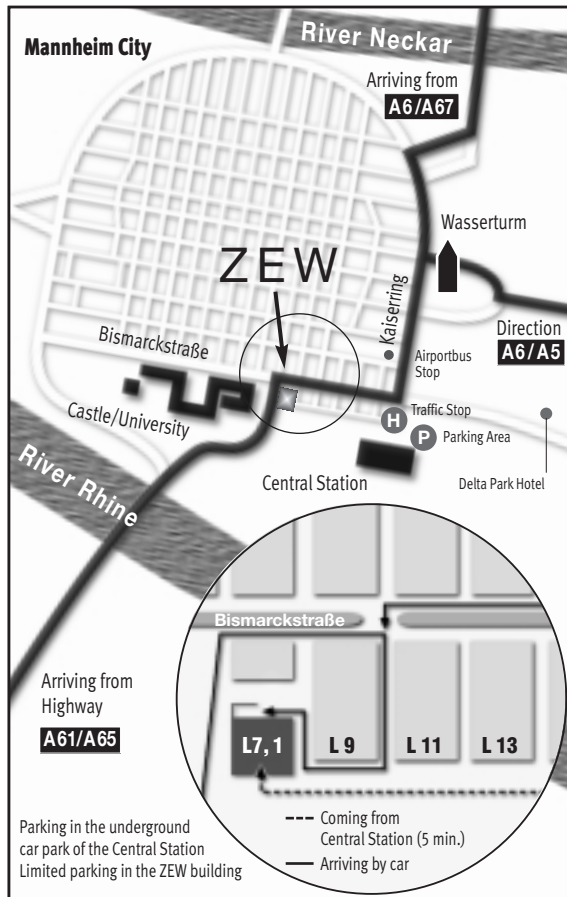 River Neckar
Mannheim City
Arriving from
A6/A67
Wasserturm
ZEW
Kaiserring
Bismarckstraße
Direction
A6/A5
Airportbus
Stop
Castle/University
H
Traffic Stop
P
Parking Area
River Rhine
Central Station
Delta Park Hotel
Bismarckstraße
Arriving from
Highway
A61/A65
L7, 1
L 9
L 11
L 13
Coming from
Central Station (5 min.)
Arriving by car
Parking in the underground
car park of the Central Station
Limited parking in the ZEW building